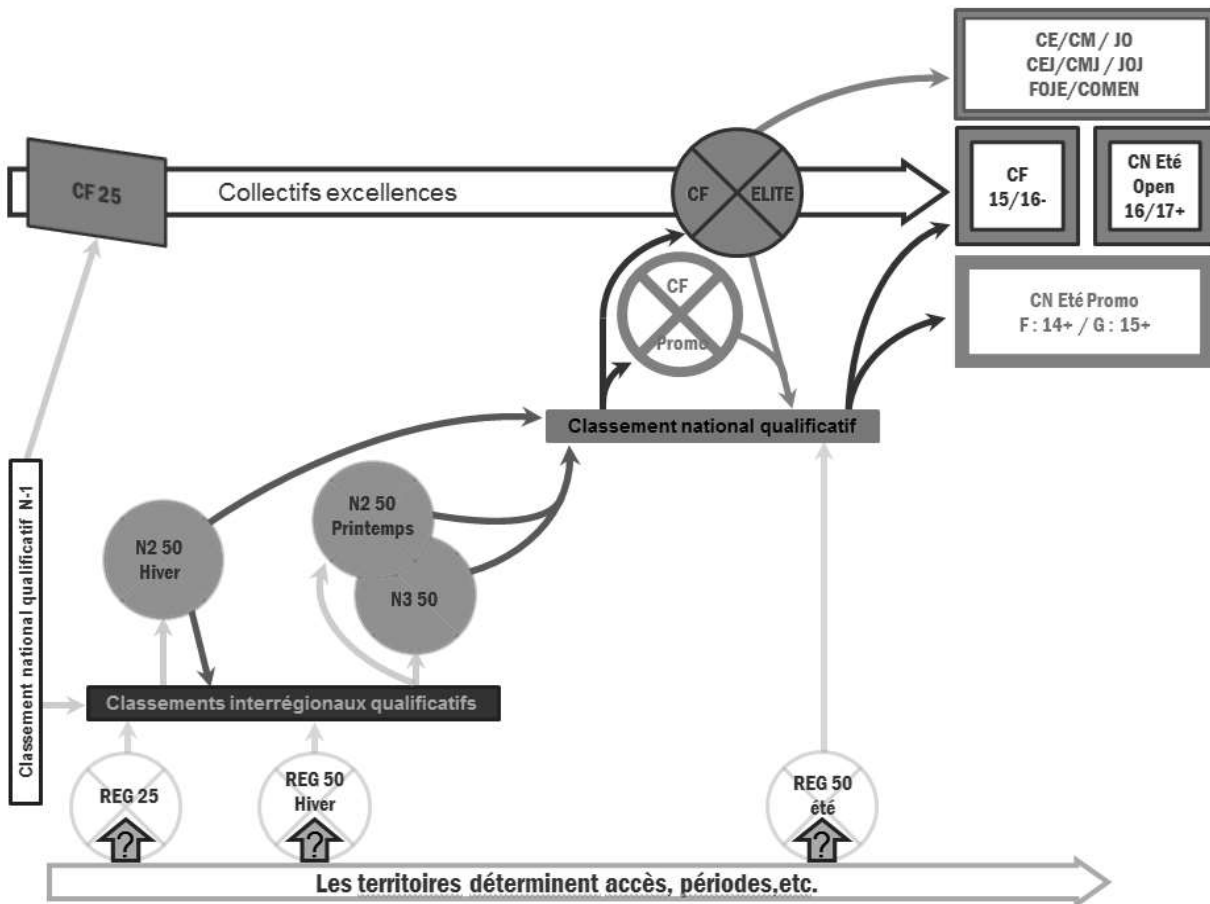 CE/CM / JO
CEJ/CMJ / JOJ
FOJE/COMEN
CF 25
Collectifs excellences
CF
ELITE
CF
15/16-
CN Eté
Open
16/17+
CF
Promo
CN Eté Promo
F : 14+ / G : 15+
Classement national qualificatif
Classement national qualificatif N-1
N2 50
Hiver
N2 50
Printemps
N3 50
Classements interrégionaux qualificatifs
REG 25
?
REG 50
Hiver
?
REG 50
été
?
Les territoires déterminent accès, périodes,etc.